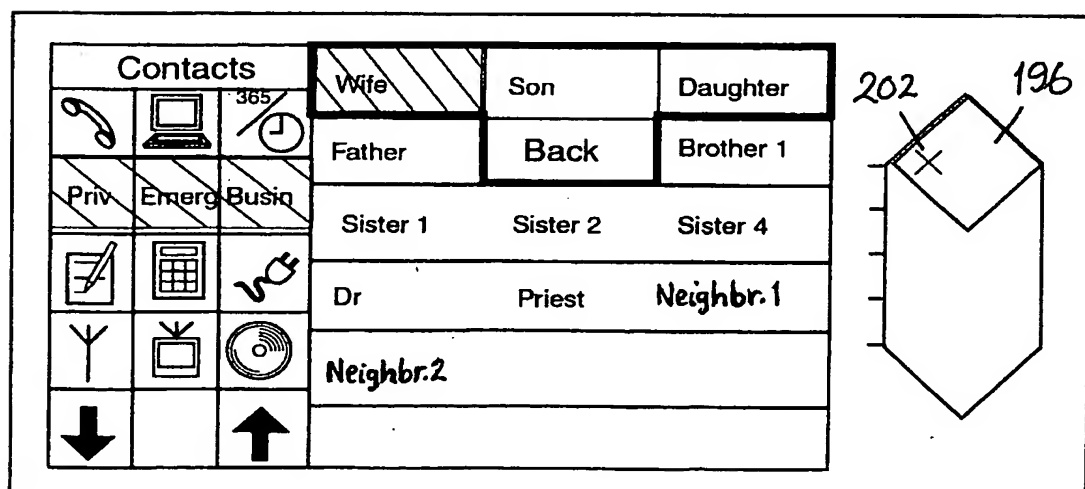 Contacts
365
Priv Emerg Busin
Wife Son Daughter
Father Back Brother 1
Sister 1 Sister 2 Sister 4
Dr Priest Neighbr.1
Neighbr.2
202 196